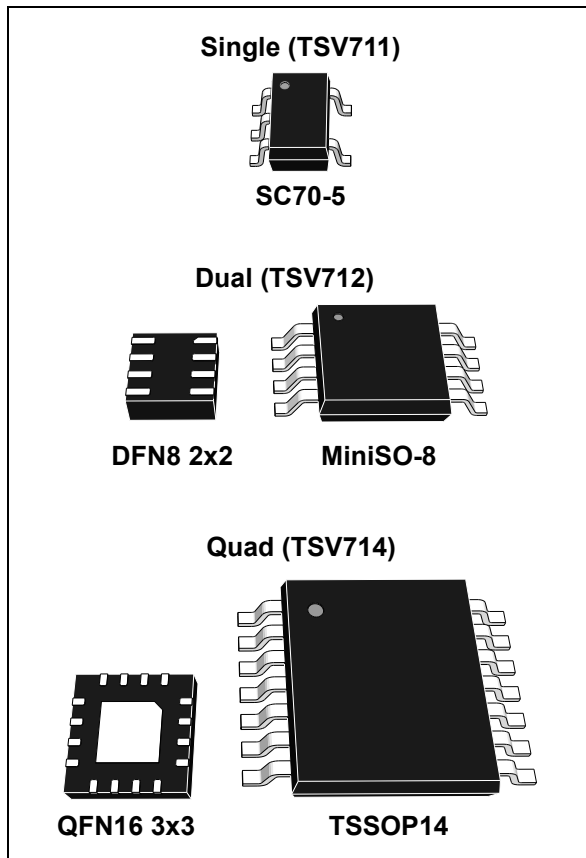 Single (TSV711)
SC70-5
Dual (TSV712)
DFN8 2x2
MiniSO-8
Quad (TSV714)
QFN16 3x3
TSSOP14